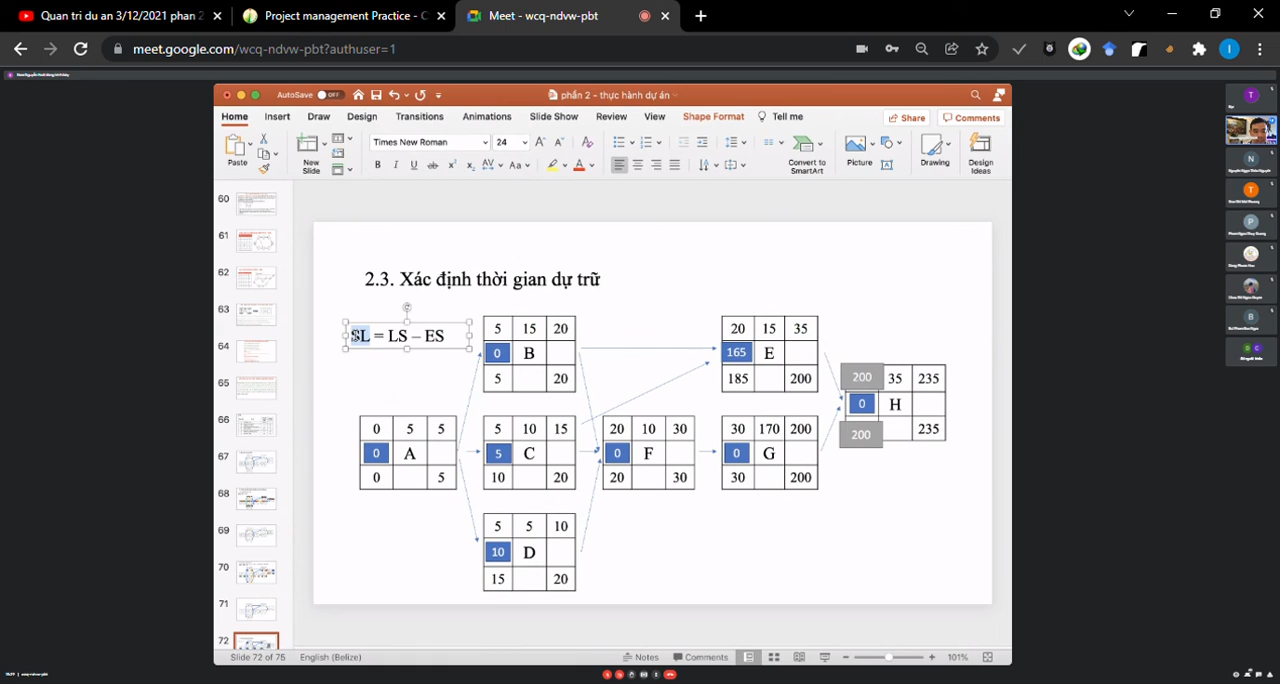 Quan tri du an 3/12/2021 phan 2
Project management Practice - C
Meet - wcq-ndvw-pbt
meet.google.com/wcq-ndvw-pbt?authuser=1
AutoSave OFF
phần 2 - thực hành dự án
Home Insert Draw Design Transitions Animations Slide Show Review View Shape Format Tell me
Share Comments
Paste
New Slide
Times New Roman 24
Convert to SmartArt
Picture
Drawing
Design Ideas
60
61
62
63
64
65
66
67
68
69
70
71
72
2.3. Xác định thời gian dự trữ
SL = LS – ES
5 15 20
0 B
5 20
20 15 35
165 E
185 200
200 35 235
0 H
200 235
0 5 5
0 A
0 5
5 10 15
5 C
10 20
20 10 30
0 F
20 30
30 170 200
0 G
30 200
5 5 10
10 D
15 20
Slide 72 of 75 English (Belize)
Notes Comments 101%